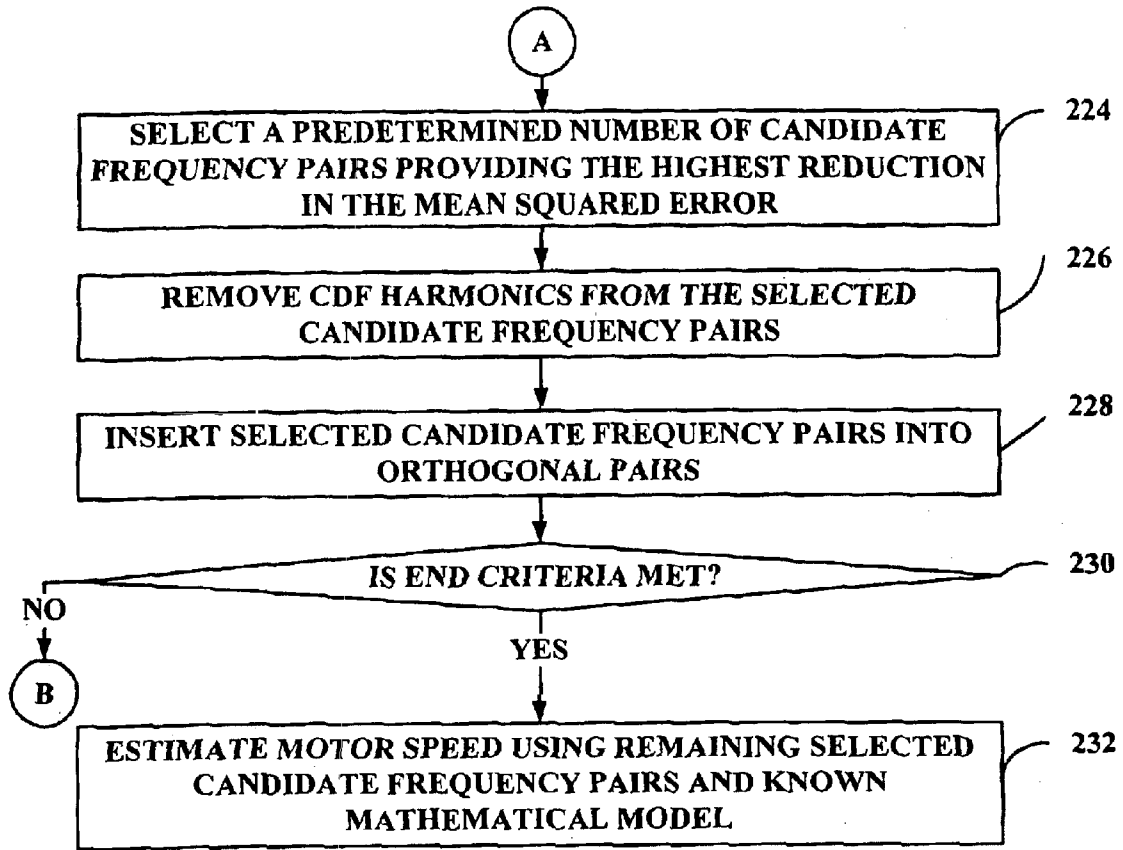 A
SELECT A PREDETERMINED NUMBER OF CANDIDATE
FREQUENCY PAIRS PROVIDING THE HIGHEST REDUCTION
IN THE MEAN SQUARED ERROR
224
REMOVE CDF HARMONICS FROM THE SELECTED
CANDIDATE FREQUENCY PAIRS
226
INSERT SELECTED CANDIDATE FREQUENCY PAIRS INTO
ORTHOGONAL PAIRS
228
IS END CRITERIA MET?
230
NO
YES
B
ESTIMATE MOTOR SPEED USING REMAINING SELECTED
CANDIDATE FREQUENCY PAIRS AND KNOWN
MATHEMATICAL MODEL
232